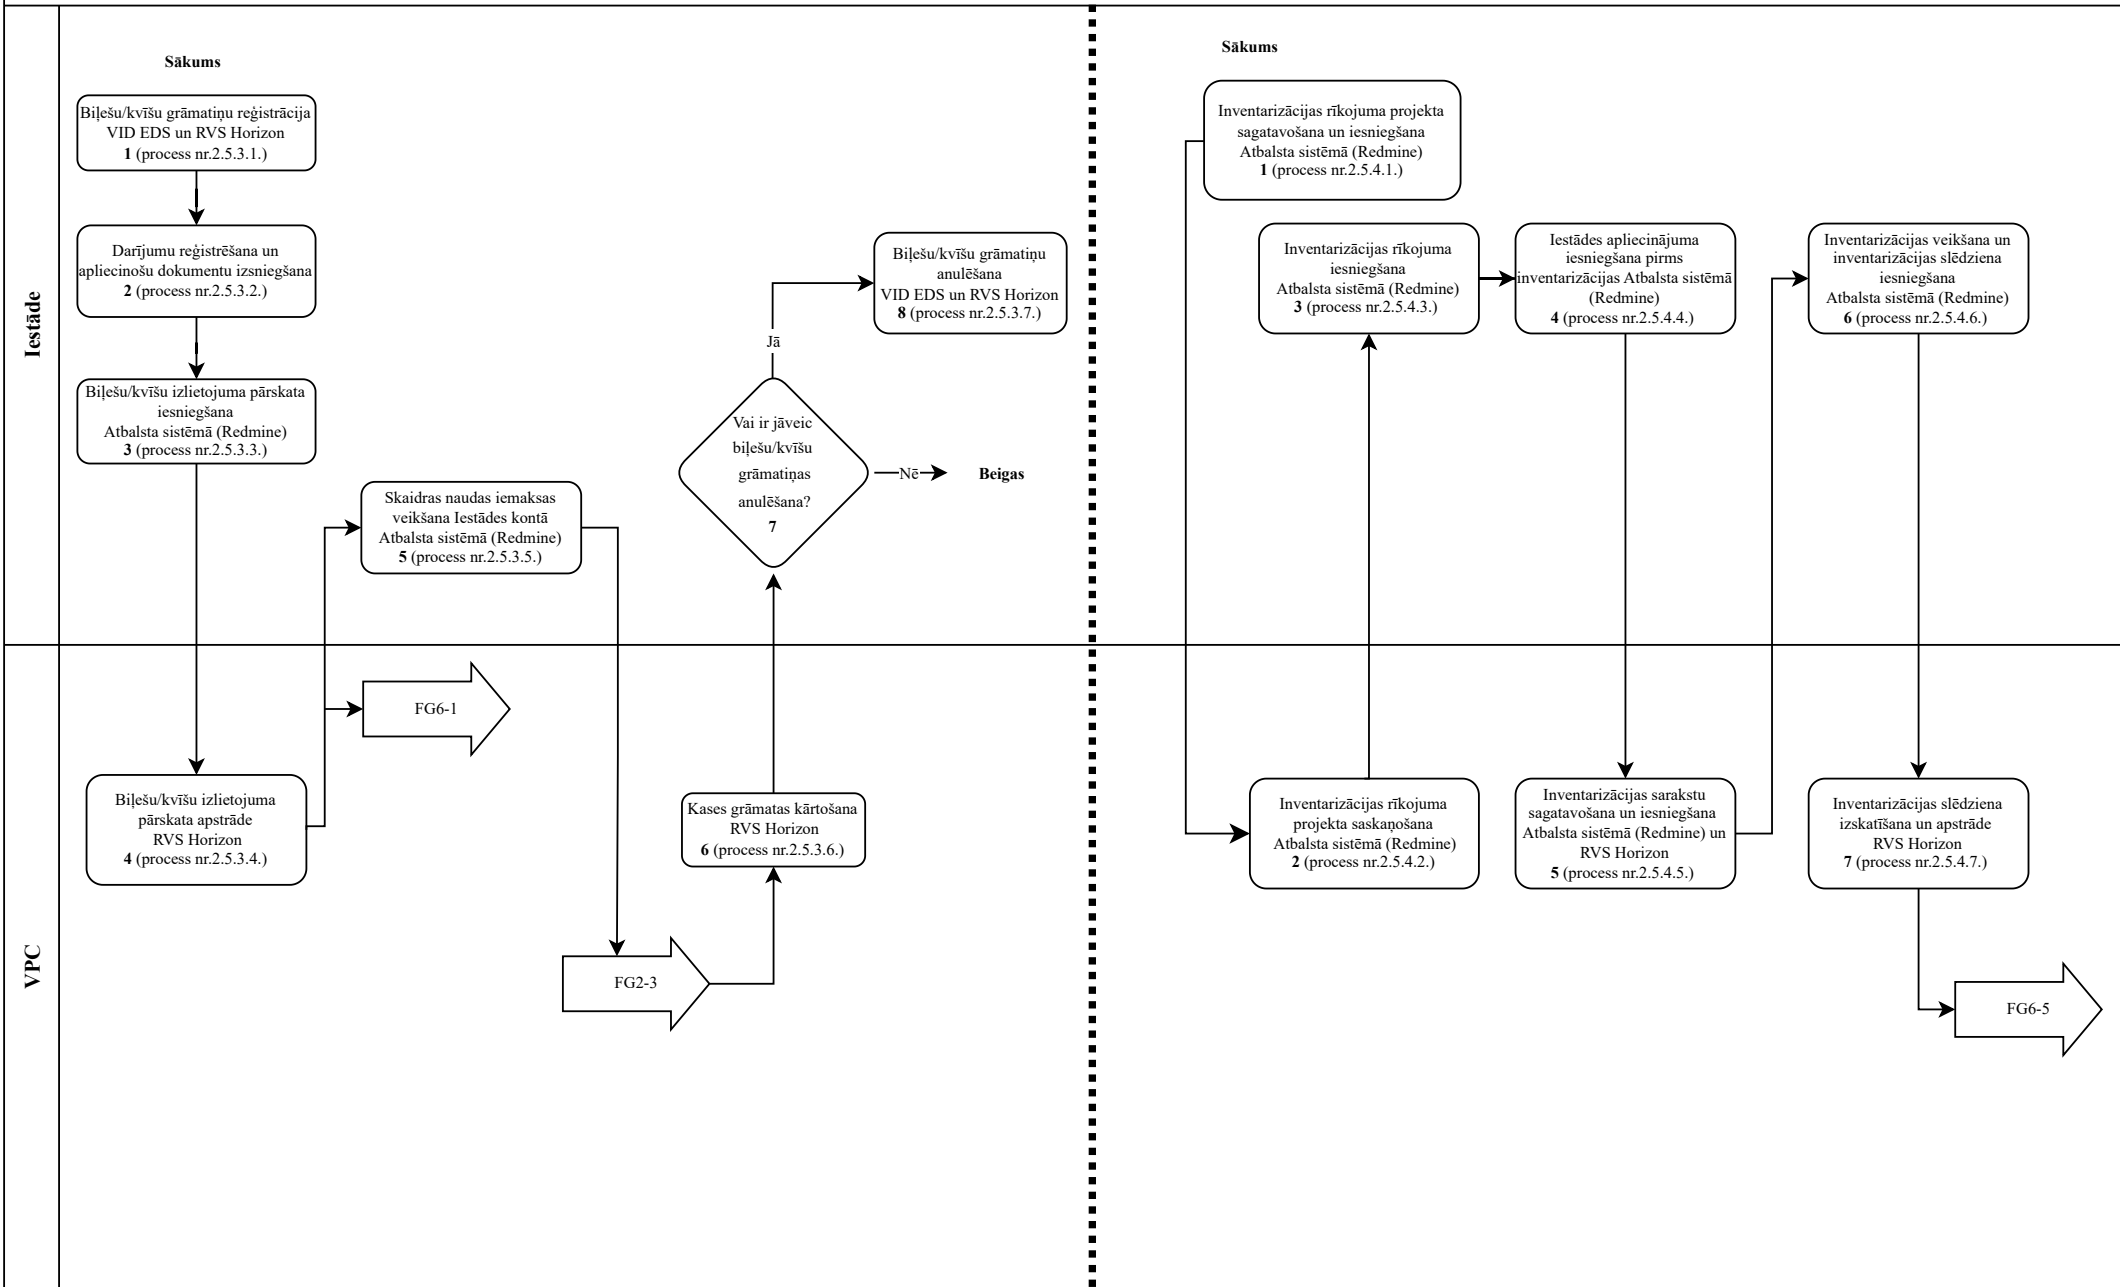 Iestāde
VPC
Sākums
Biļešu/kvīšu grāmatiņu reģistrācija
VID EDS un RVS Horizon
1 (process nr.2.5.3.1.)
Darījumu reģistrēšana un
apliecinošu dokumentu izsniegšana
2 (process nr.2.5.3.2.)
Biļešu/kvīšu izlietojuma pārskata
iesniegšana
Atbalsta sistēmā (Redmine)
3 (process nr.2.5.3.3.)
Biļešu/kvīšu izlietojuma
pārskata apstrāde
RVS Horizon
4 (process nr.2.5.3.4.)
FG6-1
Skaidras naudas iemaksas
veikšana Iestādes kontā
Atbalsta sistēmā (Redmine)
5 (process nr.2.5.3.5.)
FG2-3
Kases grāmatas kārtošana
RVS Horizon
6 (process nr.2.5.3.6.)
Vai ir jāveic
biļešu/kvīšu
grāmatiņas
anulēšana?
7
Jā
Nē
Beigas
Biļešu/kvīšu grāmatiņu
anulēšana
VID EDS un RVS Horizon
8 (process nr.2.5.3.7.)
Sākums
Inventarizācijas rīkojuma projekta
sagatavošana un iesniegšana
Atbalsta sistēmā (Redmine)
1 (process nr.2.5.4.1.)
Inventarizācijas rīkojuma
projekta saskaņošana
Atbalsta sistēmā (Redmine)
2 (process nr.2.5.4.2.)
Inventarizācijas rīkojuma
iesniegšana
Atbalsta sistēmā (Redmine)
3 (process nr.2.5.4.3.)
Iestādes apliecinājuma
iesniegšana pirms
inventarizācijas Atbalsta sistēmā
(Redmine)
4 (process nr.2.5.4.4.)
Inventarizācijas sarakstu
sagatavošana un iesniegšana
Atbalsta sistēmā (Redmine) un
RVS Horizon
5 (process nr.2.5.4.5.)
Inventarizācijas veikšana un
inventarizācijas slēdziena
iesniegšana
Atbalsta sistēmā (Redmine)
6 (process nr.2.5.4.6.)
Inventarizācijas slēdziena
izskatīšana un apstrāde
RVS Horizon
7 (process nr.2.5.4.7.)
FG6-5